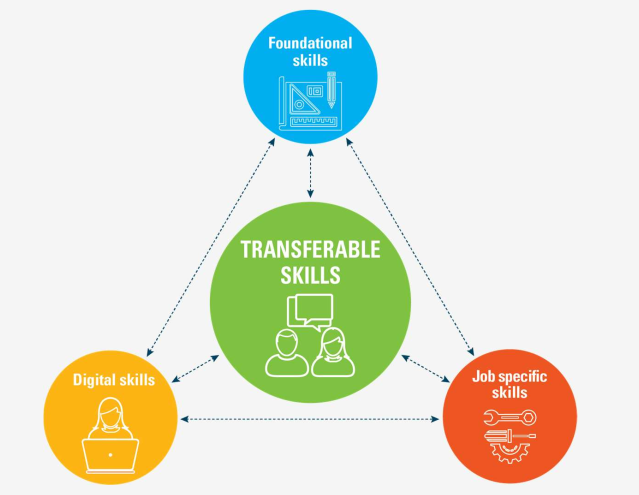 Foundational
skills
TRANSFERABLE
SKILLS
Digital skills
Job specific
skills